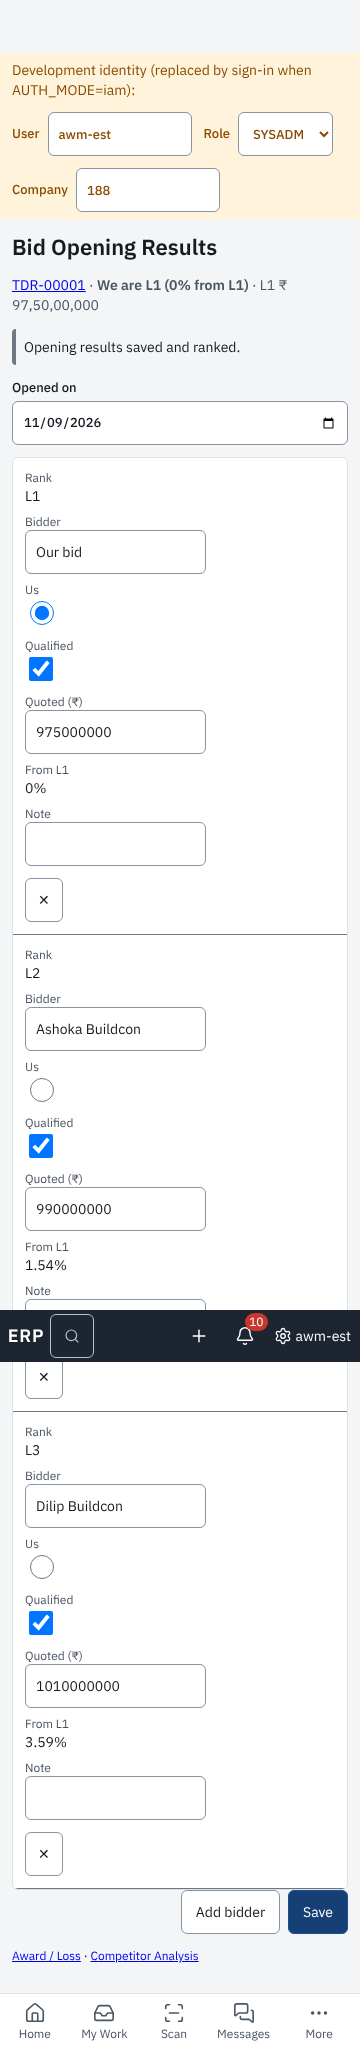 Development identity (replaced by sign-in when
AUTH_MODE=iam):
User awm-est Role SYSADM
Company 188
Bid Opening Results
TDR-00001 · We are L1 (0% from L1) · L1 ₹
97,50,00,000
Opening results saved and ranked.
Opened on
11/09/2026
Rank
L1
Bidder
Our bid
Us
Qualified
Quoted (₹)
975000000
From L1
0%
Note
×
Rank
L2
Bidder
Ashoka Buildcon
Us
Qualified
Quoted (₹)
990000000
From L1
1.54%
Note
ERP 10 awm-est
×
Rank
L3
Bidder
Dilip Buildcon
Us
Qualified
Quoted (₹)
1010000000
From L1
3.59%
Note
×
Add bidder Save
Award / Loss · Competitor Analysis
Home My Work Scan Messages More